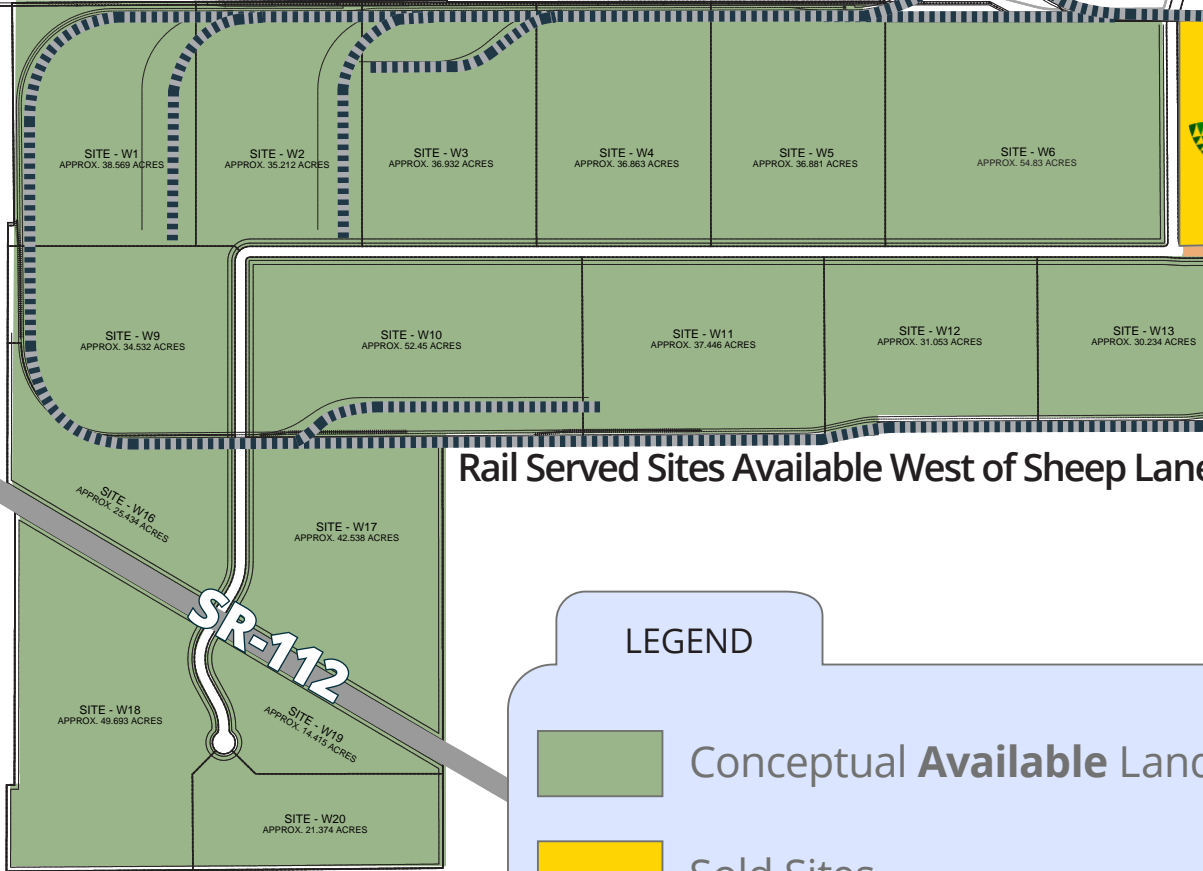 SITE - W1
APPROX. 38.569 ACRES
SITE - W2
APPROX. 35.212 ACRES
SITE - W3
APPROX. 36.932 ACRES
SITE - W4
APPROX. 36.863 ACRES
SITE - W5
APPROX. 36.881 ACRES
SITE - W6
APPROX. 54.83 ACRES
SITE - W9
APPROX. 34.532 ACRES
SITE - W10
APPROX. 52.45 ACRES
SITE - W11
APPROX. 37.446 ACRES
SITE - W12
APPROX. 31.053 ACRES
SITE - W13
APPROX. 30.234 ACRES
Rail Served Sites Available West of Sheep Lane
SITE - W16
APPROX. 25.434 ACRES
SITE - W17
APPROX. 42.538 ACRES
SR-112
SITE - W18
APPROX. 49.693 ACRES
SITE - W19
APPROX. 14.415 ACRES
SITE - W20
APPROX. 21.374 ACRES
LEGEND
Conceptual Available Land
Sold Sites